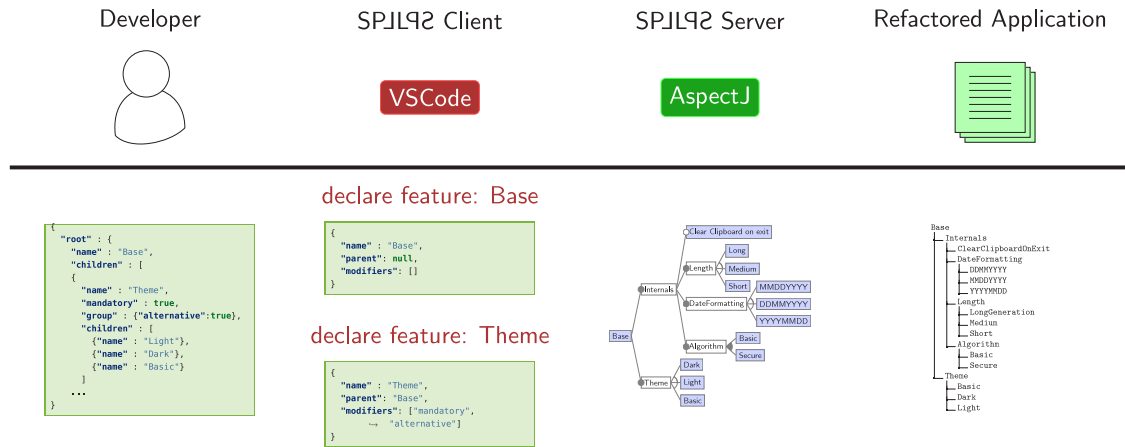 Developer
SPLLPS Client
SPLLPS Server
Refactored Application
VSCode
AspectJ
{
"root" : {
"name" : "Base",
"children" : [
{
"name" : "Theme",
"mandatory" : true,
"group" : {"alternative":true},
"children" : [
{"name" : "Light"},
{"name" : "Dark"},
{"name" : "Basic"}
]
...
}
declare feature: Base
{
"name" : "Base",
"parent": null,
"modifiers": []
}
declare feature: Theme
{
"name" : "Theme",
"parent": "Base",
"modifiers": ["mandatory",
↪ "alternative"]
}
Clear Clipboard on exit
Long
Length
Medium
Short
Internals
MMDDYYYY
DateFormatting
DDMMYYYY
YYYYMMDD
Base
Basic
Algorithm
Secure
Dark
Theme
Light
Basic
Base
Internals
ClearClipboardOnExit
DateFormatting
DDMMYYYY
MMDDYYYY
YYYYMMDD
Length
LongGeneration
Medium
Short
Algorithm
Basic
Secure
Theme
Basic
Dark
Light